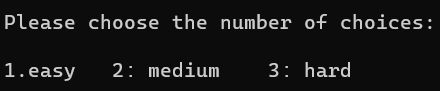 Please choose the number of choices:
1.easy   2: medium    3: hard